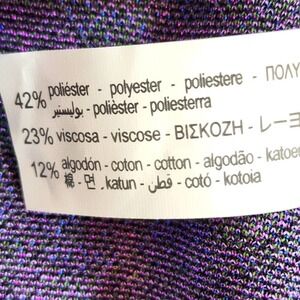 42% poliéster - polyester - poliestere - ΠΟΛΥ
بوليستير - polièster - poliesterra
23% viscosa - viscose - ΒΙΣΚΟΖΗ - レーヨ
12% algodón - coton - cotton - algodão - katoen
棉 - 면 . katun - قطن - cotó - kotoia